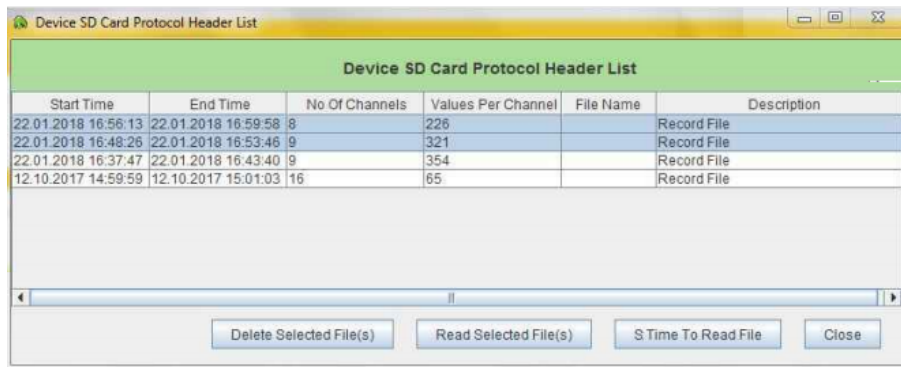 Device SD Card Protocol Header List
Device SD Card Protocol Header List
Start Time End Time No Of Channels Values Per Channel File Name Description
22.01.2018 16:56:13 22.01.2018 16:59:58 8 226 Record File
22.01.2018 16:48:26 22.01.2018 16:53:46 9 321 Record File
22.01.2018 16:37:47 22.01.2018 16:43:40 9 354 Record File
12.10.2017 14:59:59 12.10.2017 15:01:03 16 65 Record File
Delete Selected File(s) Read Selected File(s) S.Time To Read File Close